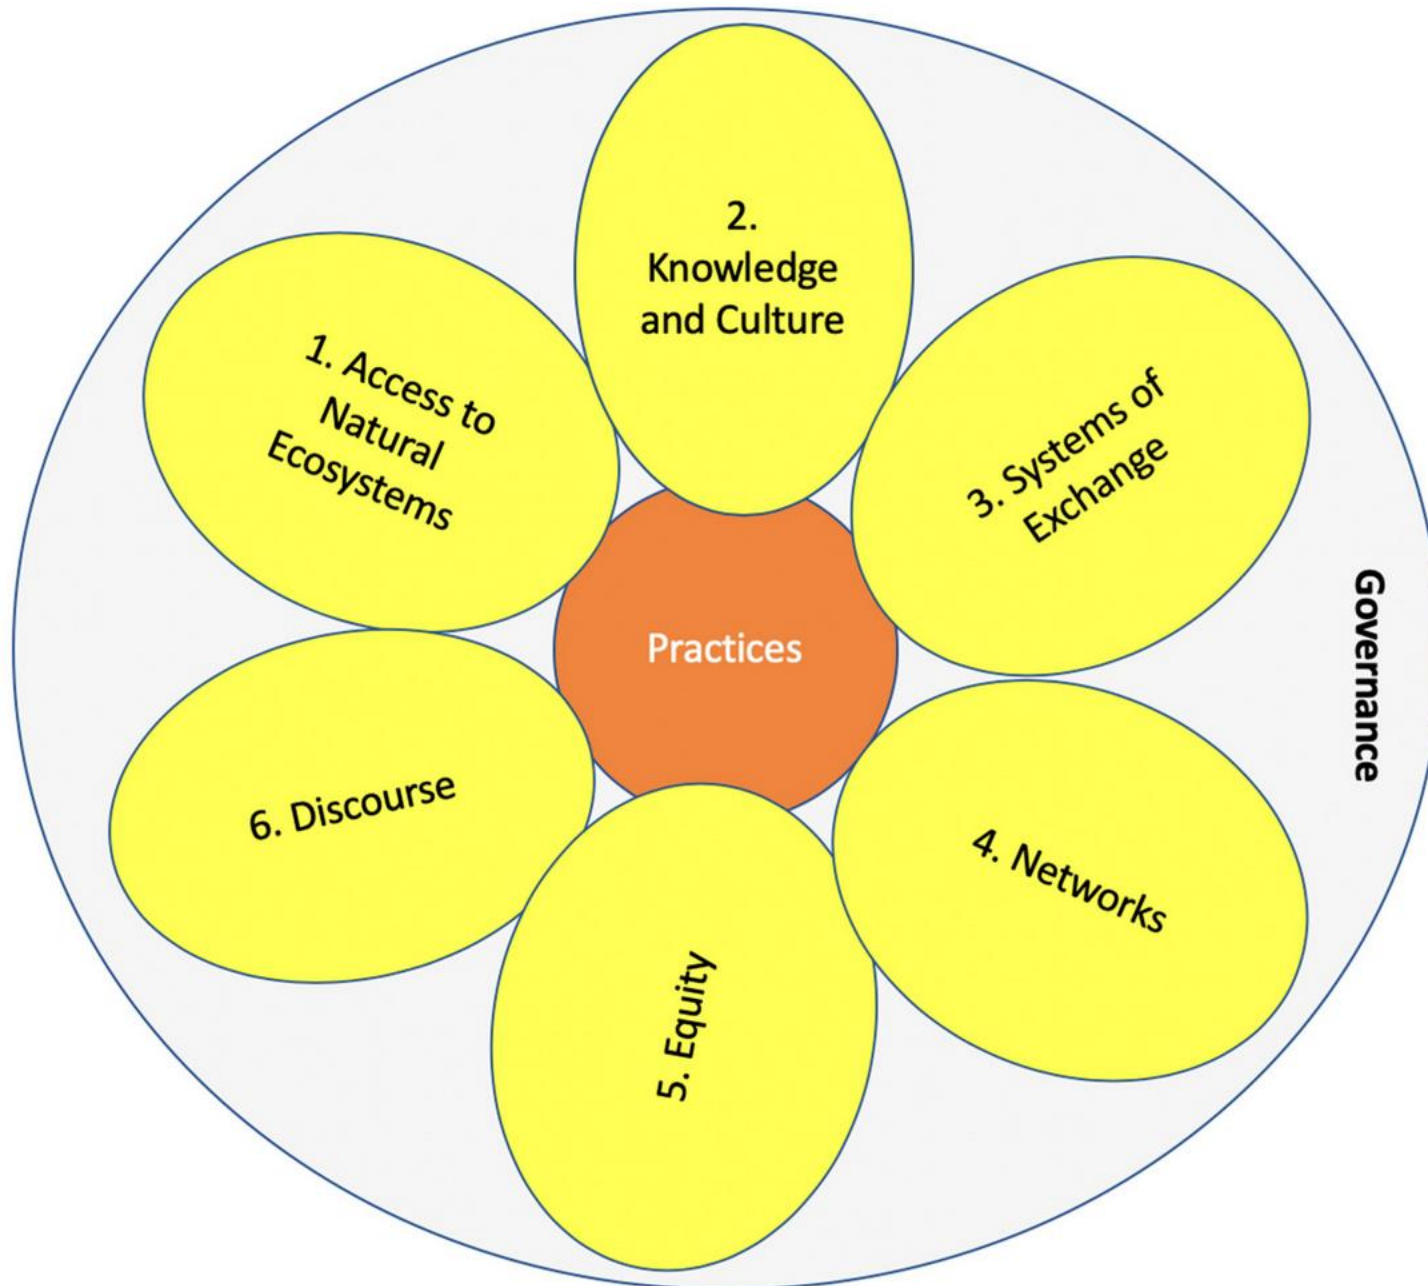 1. Access to
Natural
Ecosystems
2.
Knowledge
and Culture
3. Systems of
Exchange
4. Networks
5. Equity
6. Discourse
Practices
Governance